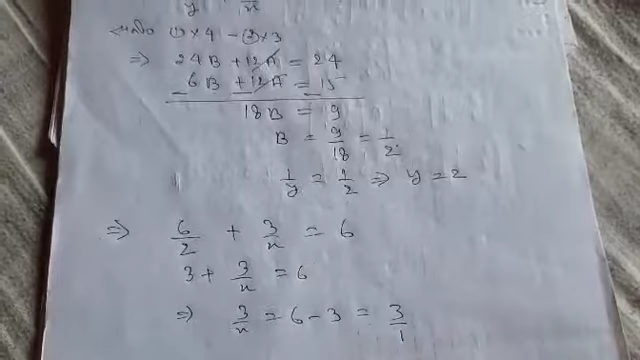 y x
① × 4 - ② × 3
⇒ 24B + 12A = 24
6B + 12A = 15
- - -
18B = 9
B = 9/18 = 1/2
1/y = 1/2 ⇒ y = 2
⇒ 6/2 + 3/x = 6
3 + 3/x = 6
⇒ 3/x = 6 - 3 = 3/1